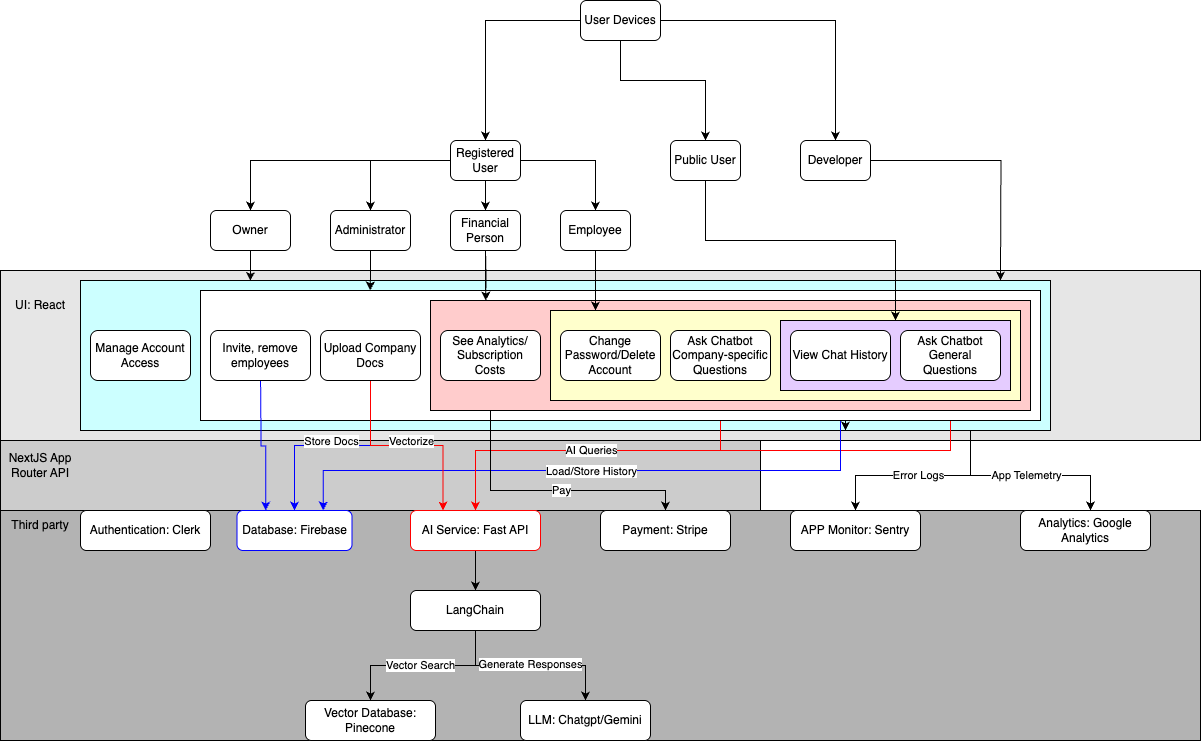 User Devices
Registered
User
Public User
Developer
Owner
Administrator
Financial
Person
Employee
UI: React
Manage Account
Access
Invite, remove
employees
Upload Company
Docs
See Analytics/
Subscription
Costs
Change
Password/Delete
Account
Ask Chatbot
Company-specific
Questions
View Chat History
Ask Chatbot
General
Questions
NextJS App
Router API
Store Docs
Vectorize
AI Queries
Load/Store History
Pay
Error Logs
App Telemetry
Third party
Authentication: Clerk
Database: Firebase
AI Service: Fast API
Payment: Stripe
APP Monitor: Sentry
Analytics: Google
Analytics
LangChain
Vector Search
Generate Responses
Vector Database:
Pinecone
LLM: Chatgpt/Gemini